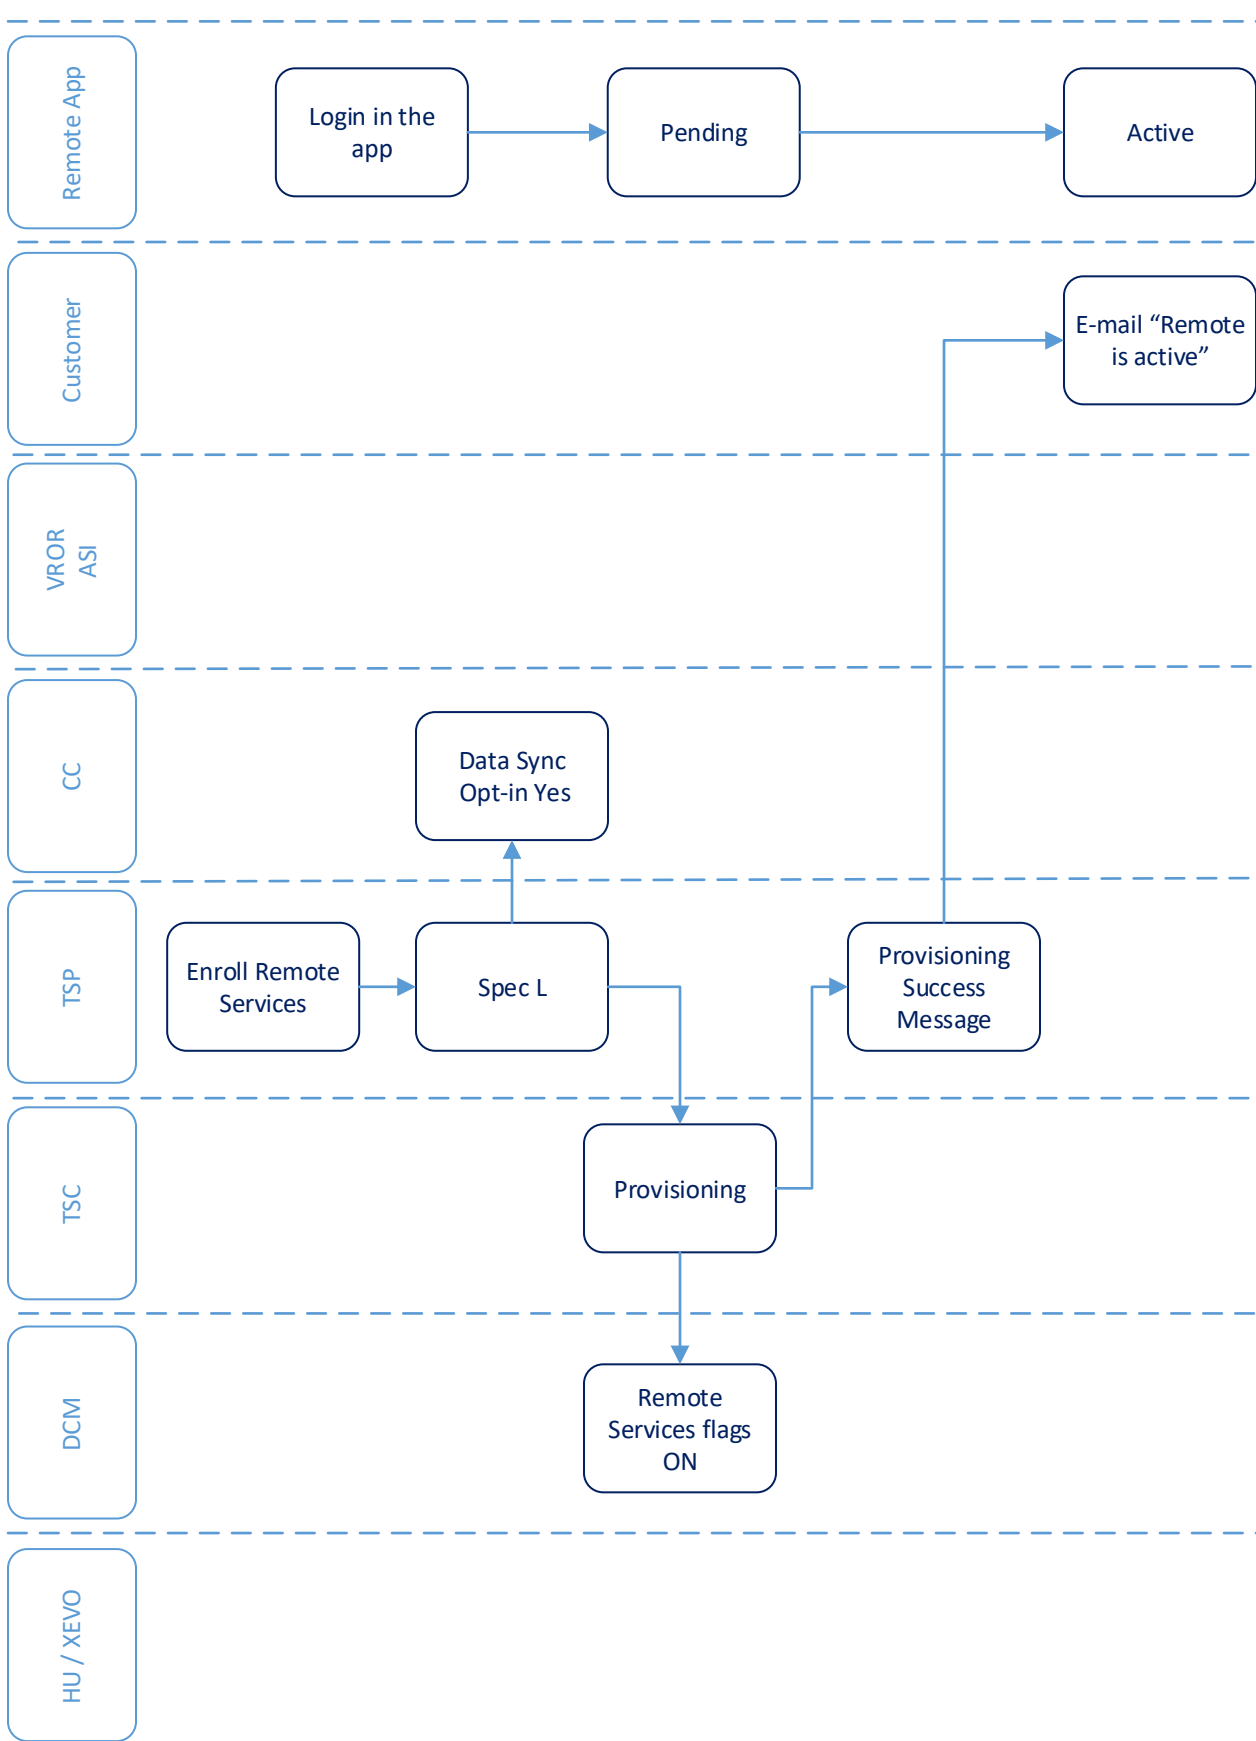 Remote App
Login in the
app
Pending
Active
Customer
E-mail “Remote
is active”
VROR
ASI
CC
Data Sync
Opt-in Yes
TSP
Enroll Remote
Services
Spec L
Provisioning
Success
Message
TSC
Provisioning
DCM
Remote
Services flags
ON
HU / XEVO